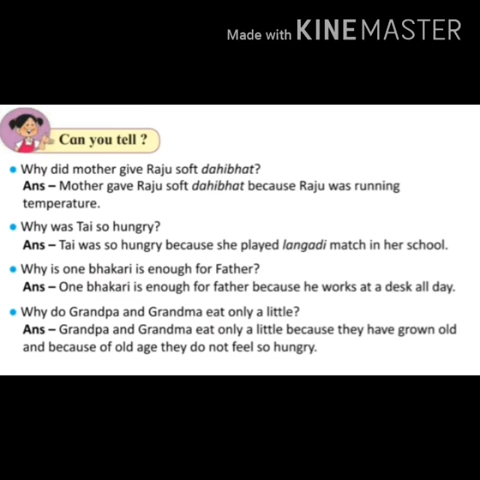 Made with KINEMASTER
Can you tell ?
• Why did mother give Raju soft dahibhat?
Ans – Mother gave Raju soft dahibhat because Raju was running
temperature.
• Why was Tai so hungry?
Ans – Tai was so hungry because she played langadi match in her school.
• Why is one bhakari is enough for Father?
Ans – One bhakari is enough for father because he works at a desk all day.
• Why do Grandpa and Grandma eat only a little?
Ans – Grandpa and Grandma eat only a little because they have grown old
and because of old age they do not feel so hungry.